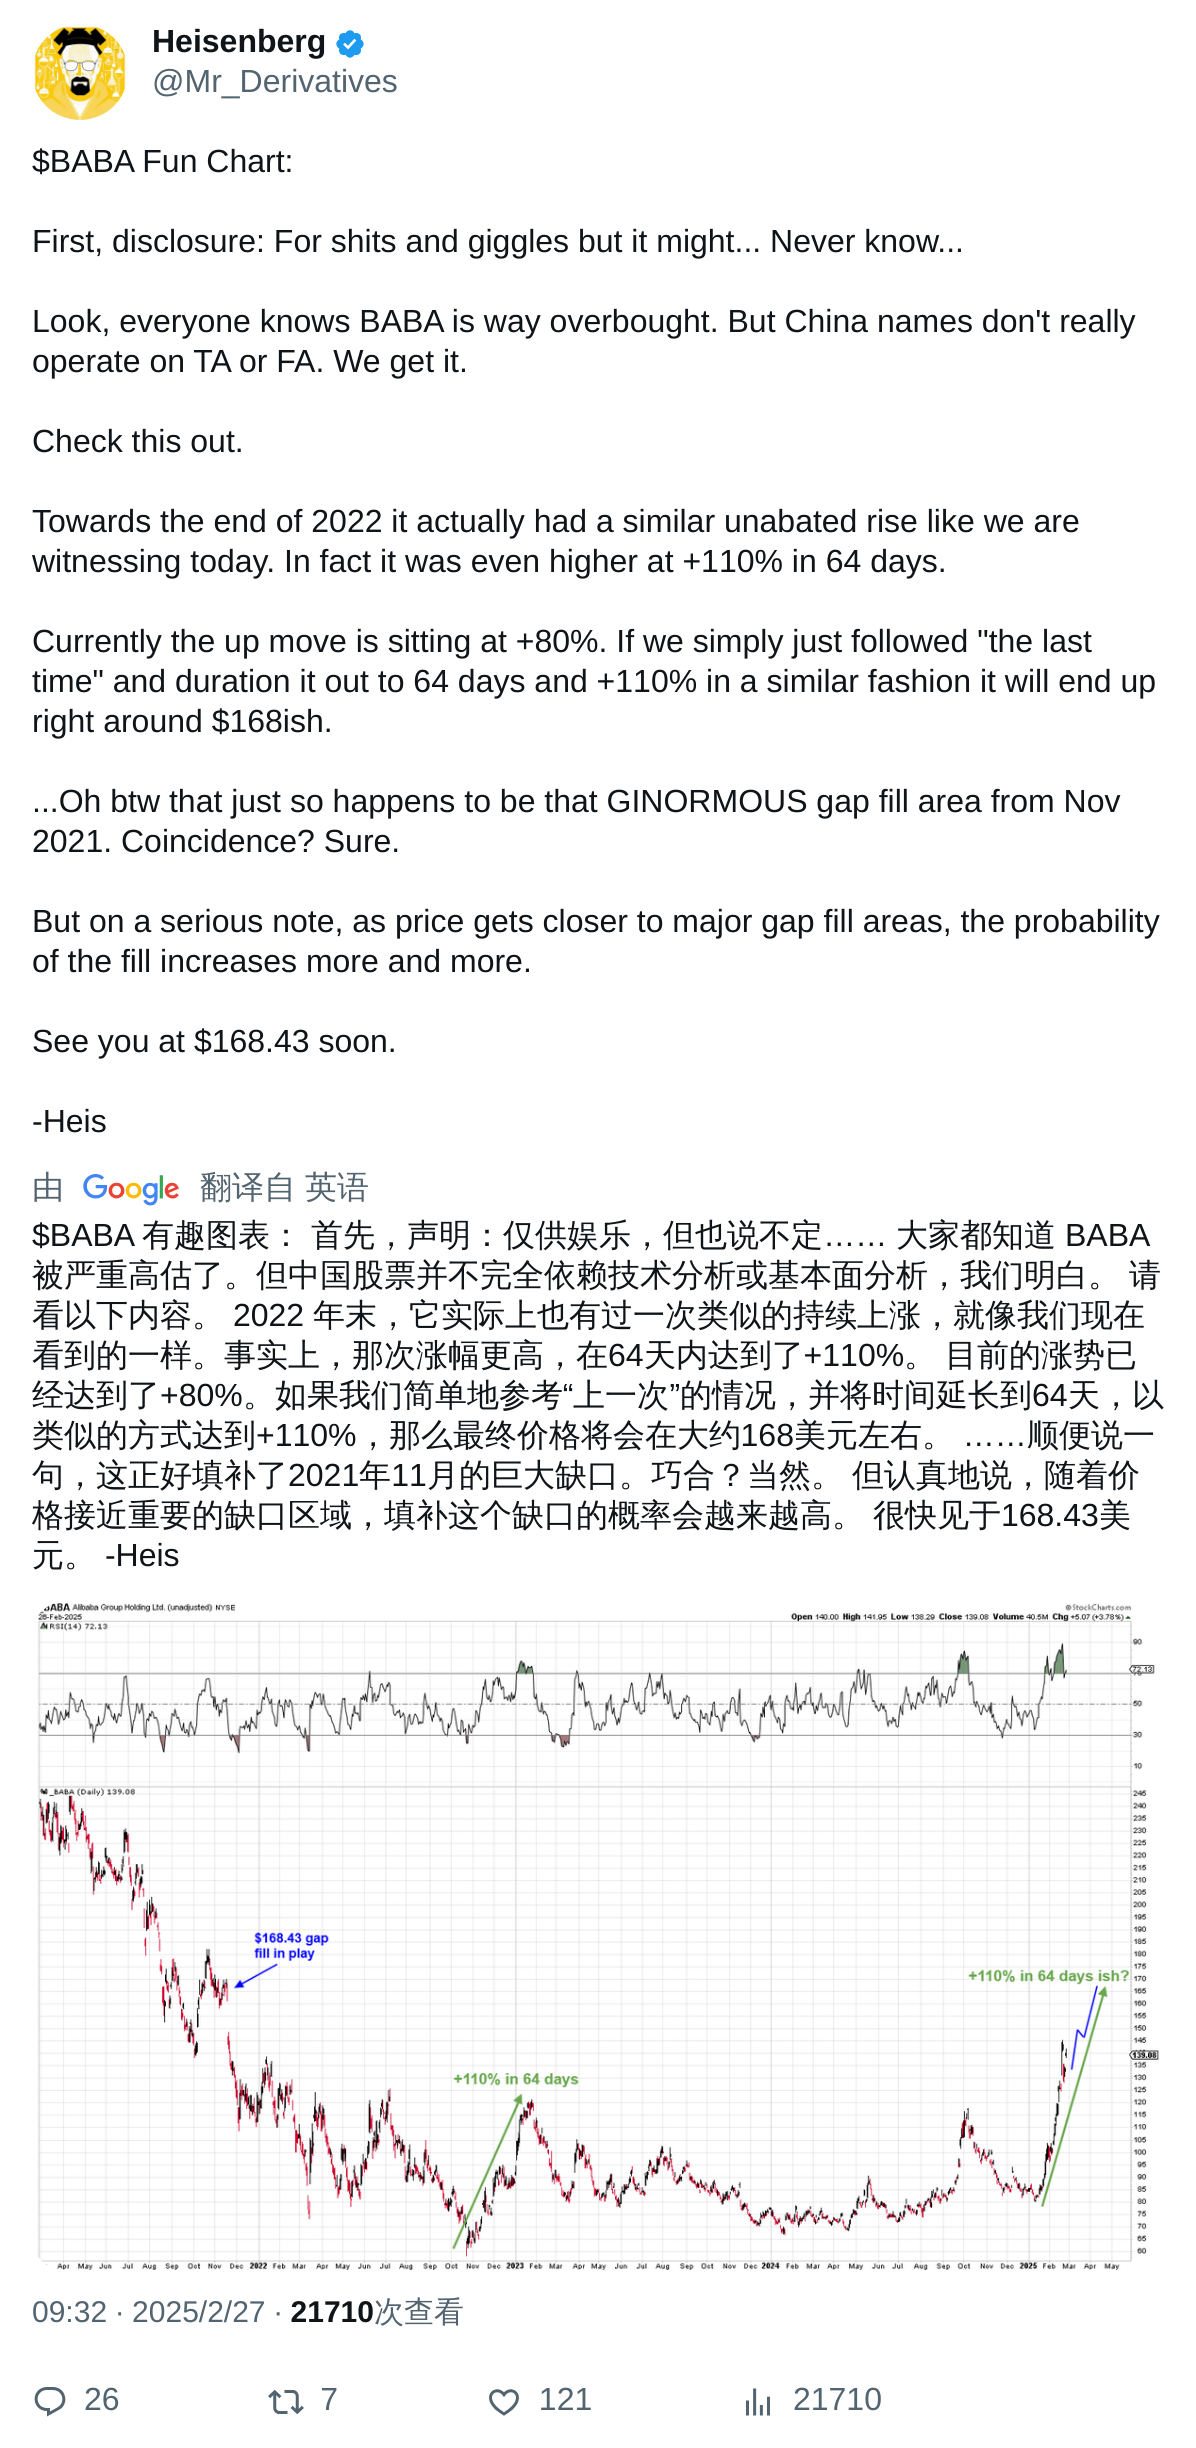 Heisenberg
@Mr_Derivatives
$BABA Fun Chart:
First, disclosure: For shits and giggles but it might... Never know...
Look, everyone knows BABA is way overbought. But China names don't really
operate on TA or FA. We get it.
Check this out.
Towards the end of 2022 it actually had a similar unabated rise like we are
witnessing today. In fact it was even higher at +110% in 64 days.
Currently the up move is sitting at +80%. If we simply just followed "the last
time" and duration it out to 64 days and +110% in a similar fashion it will end up
right around $168ish.
...Oh btw that just so happens to be that GINORMOUS gap fill area from Nov
2021. Coincidence? Sure.
But on a serious note, as price gets closer to major gap fill areas, the probability
of the fill increases more and more.
See you at $168.43 soon.
-Heis
由 Google 翻译自 英语
$BABA 有趣图表： 首先，声明：仅供娱乐，但也说不定…… 大家都知道 BABA
被严重高估了。但中国股票并不完全依赖技术分析或基本面分析，我们明白。 请
看以下内容。 2022 年末，它实际上也有过一次类似的持续上涨，就像我们现在
看到的一样。事实上，那次涨幅更高，在64天内达到了+110%。 目前的涨势已
经达到了+80%。如果我们简单地参考“上一次”的情况，并将时间延长到64天，以
类似的方式达到+110%，那么最终价格将会在大约168美元左右。 ……顺便说一
句，这正好填补了2021年11月的巨大缺口。巧合？当然。 但认真地说，随着价
格接近重要的缺口区域，填补这个缺口的概率会越来越高。 很快见于168.43美
元。 -Heis
_BABA Alibaba Group Holding Ltd. (unadjusted) NYSE
©StockCharts.com
26-Feb-2025
Open 140.00 High 141.95 Low 138.29 Close 139.08 Volume 40.5M Chg +5.07 (+3.78%)
RSI(14) 72.13
90
72.13
50
30
10
_BABA (Daily) 139.08
245
240
235
230
225
220
215
210
205
200
195
190
185
180
175
170
165
160
155
150
145
139.08
135
130
125
120
115
110
105
100
95
90
85
80
75
70
65
60
$168.43 gap
fill in play
+110% in 64 days ish?
+110% in 64 days
Apr May Jun Jul Aug Sep Oct Nov Dec 2022 Feb Mar Apr May Jun Jul Aug Sep Oct Nov Dec 2023 Feb Mar Apr May Jun Jul Aug Sep Oct Nov Dec 2024 Feb Mar Apr May Jun Jul Aug Sep Oct Nov Dec 2025 Feb Mar Apr May
09:32 · 2025/2/27 · 21710次查看
26 7 121 21710